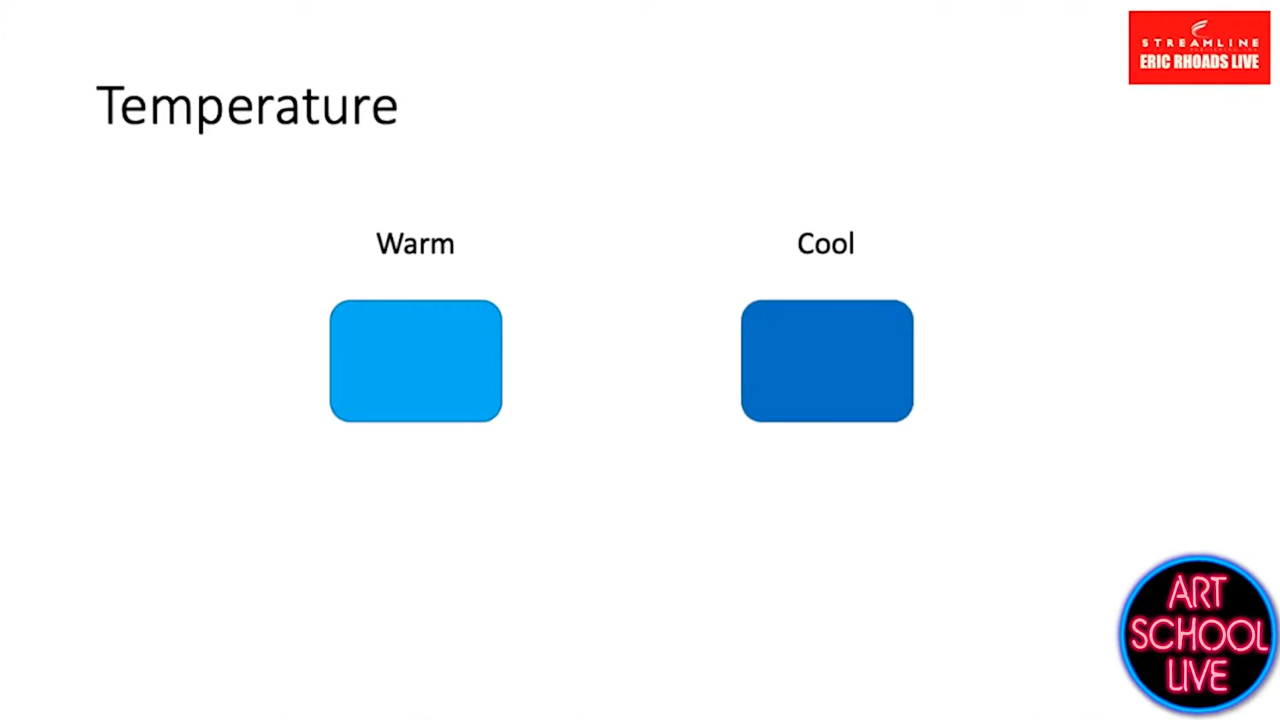 STREAMLINE
ERIC RHOADS LIVE
Temperature
Warm
Cool
ART
SCHOOL
LIVE